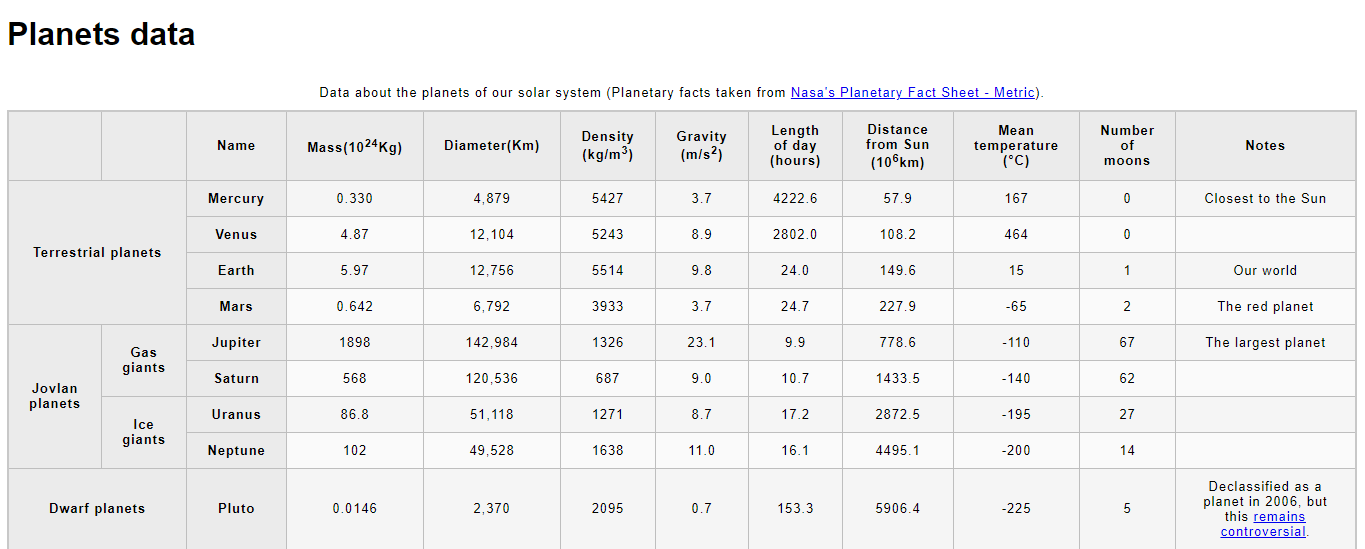 Planets data
Data about the planets of our solar system (Planetary facts taken from Nasa's Planetary Fact Sheet - Metric).
Name Mass(10²⁴Kg) Diameter(Km) Density (kg/m³) Gravity (m/s²) Length of day (hours) Distance from Sun (10⁶km) Mean temperature (°C) Number of moons Notes
Terrestrial planets
Mercury 0.330 4,879 5427 3.7 4222.6 57.9 167 0 Closest to the Sun
Venus 4.87 12,104 5243 8.9 2802.0 108.2 464 0
Earth 5.97 12,756 5514 9.8 24.0 149.6 15 1 Our world
Mars 0.642 6,792 3933 3.7 24.7 227.9 -65 2 The red planet
Jovlan planets
Gas giants
Jupiter 1898 142,984 1326 23.1 9.9 778.6 -110 67 The largest planet
Saturn 568 120,536 687 9.0 10.7 1433.5 -140 62
Ice giants
Uranus 86.8 51,118 1271 8.7 17.2 2872.5 -195 27
Neptune 102 49,528 1638 11.0 16.1 4495.1 -200 14
Dwarf planets Pluto 0.0146 2,370 2095 0.7 153.3 5906.4 -225 5 Declassified as a planet in 2006, but this remains controversial.